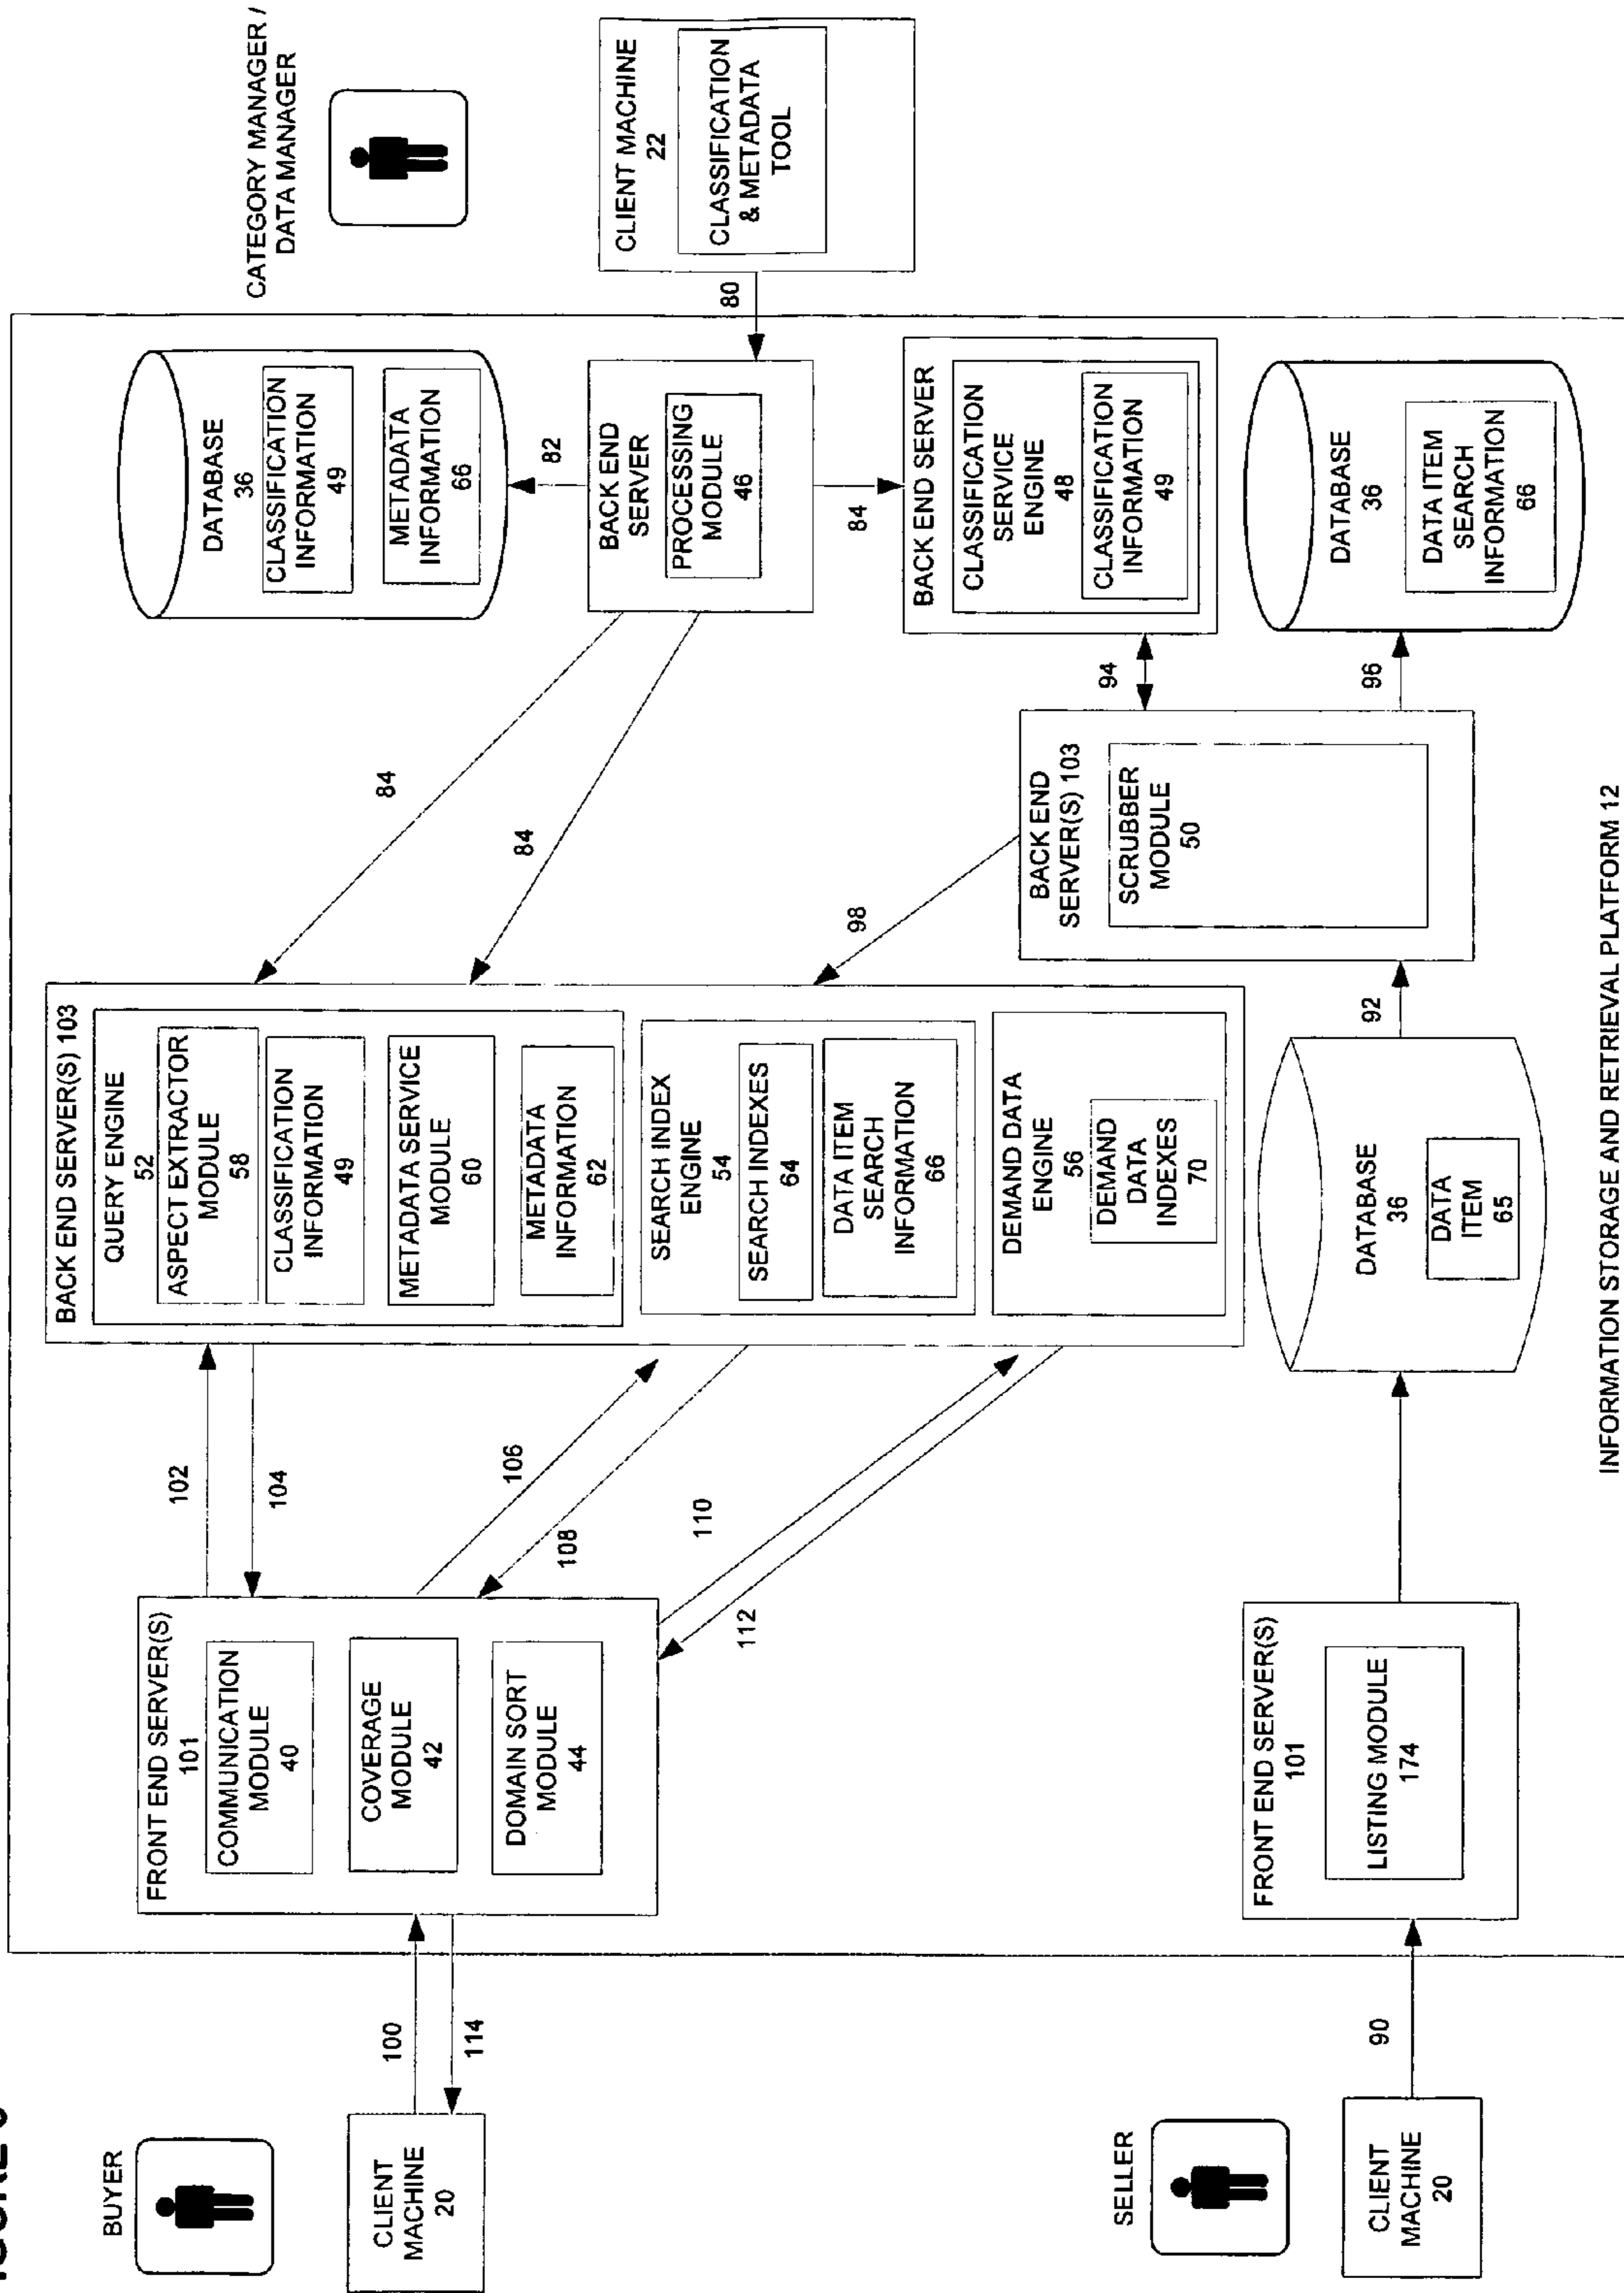 BUYER
CLIENT
MACHINE
20
100
114
FRONT END SERVER(S)
101
COMMUNICATION
MODULE
40
COVERAGE
MODULE
42
DOMAIN SORT
MODULE
44
102
104
106
108
110
112
BACK END SERVER(S) 103
QUERY ENGINE
52
ASPECT EXTRACTOR
MODULE
58
CLASSIFICATION
INFORMATION
49
METADATA SERVICE
MODULE
60
METADATA
INFORMATION
62
SEARCH INDEX
ENGINE
54
SEARCH INDEXES
64
DATA ITEM
SEARCH
INFORMATION
66
DEMAND DATA
ENGINE
56
DEMAND
DATA
INDEXES
70
84
84
98
DATABASE
36
CLASSIFICATION
INFORMATION
49
METADATA
INFORMATION
66
82
BACK END
SERVER
PROCESSING
MODULE
46
84
BACK END SERVER
CLASSIFICATION
SERVICE
ENGINE
48
CLASSIFICATION
INFORMATION
49
94
96
DATABASE
36
DATA ITEM
SEARCH
INFORMATION
66
CATEGORY MANAGER /
DATA MANAGER
CLIENT MACHINE
22
CLASSIFICATION
& METADATA
TOOL
80
SELLER
CLIENT
MACHINE
20
90
FRONT END SERVER(S)
101
LISTING MODULE
174
DATABASE
36
DATA
ITEM
65
92
BACK END
SERVER(S) 103
SCRUBBER
MODULE
50
INFORMATION STORAGE AND RETRIEVAL PLATFORM 12